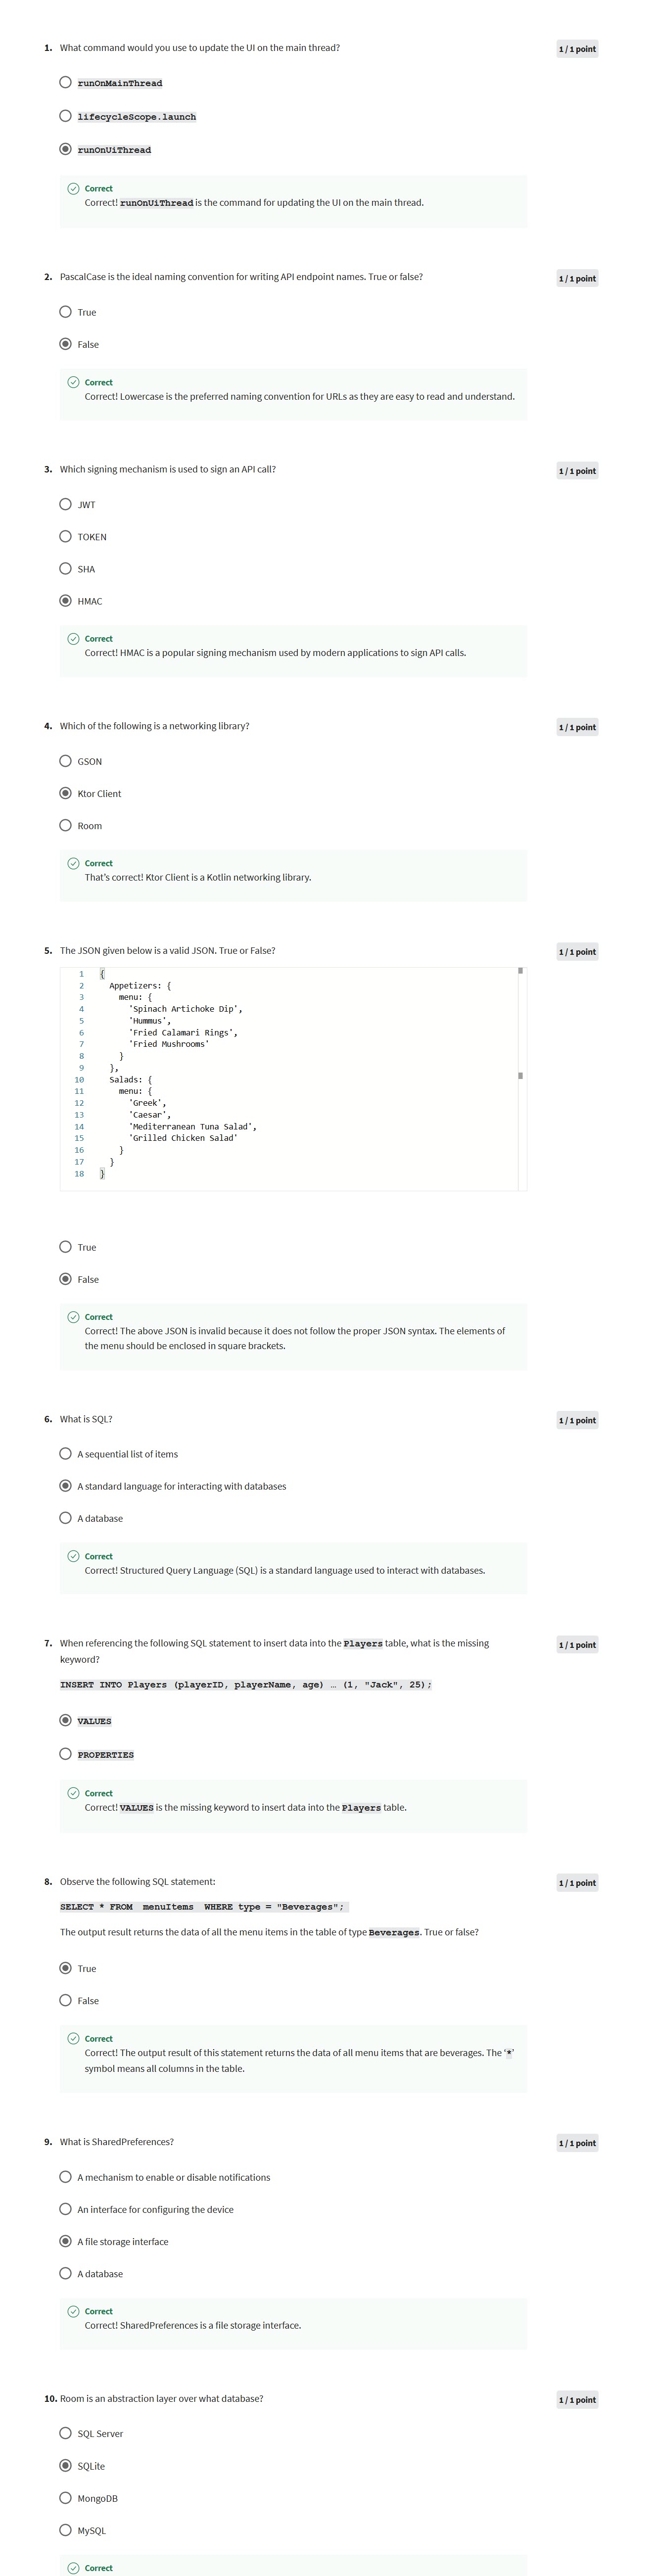 1. What command would you use to update the UI on the main thread?
1 / 1 point
runOnMainThread
lifecycleScope.launch
runOnUiThread
Correct
Correct! runOnUiThread is the command for updating the UI on the main thread.
2. PascalCase is the ideal naming convention for writing API endpoint names. True or false?
1 / 1 point
True
False
Correct
Correct! Lowercase is the preferred naming convention for URLs as they are easy to read and understand.
3. Which signing mechanism is used to sign an API call?
1 / 1 point
JWT
TOKEN
SHA
HMAC
Correct
Correct! HMAC is a popular signing mechanism used by modern applications to sign API calls.
4. Which of the following is a networking library?
1 / 1 point
GSON
Ktor Client
Room
Correct
That's correct! Ktor Client is a Kotlin networking library.
5. The JSON given below is a valid JSON. True or False?
1 / 1 point
1 {
2 Appetizers: {
3 menu: {
4 'Spinach Artichoke Dip',
5 'Hummus',
6 'Fried Calamari Rings',
7 'Fried Mushrooms'
8 }
9 },
10 Salads: {
11 menu: {
12 'Greek',
13 'Caesar',
14 'Mediterranean Tuna Salad',
15 'Grilled Chicken Salad'
16 }
17 }
18 }
True
False
Correct
Correct! The above JSON is invalid because it does not follow the proper JSON syntax. The elements of
the menu should be enclosed in square brackets.
6. What is SQL?
1 / 1 point
A sequential list of items
A standard language for interacting with databases
A database
Correct
Correct! Structured Query Language (SQL) is a standard language used to interact with databases.
7. When referencing the following SQL statement to insert data into the Players table, what is the missing
keyword?
1 / 1 point
INSERT INTO Players (playerID, playerName, age) … (1, "Jack", 25);
VALUES
PROPERTIES
Correct
Correct! VALUES is the missing keyword to insert data into the Players table.
8. Observe the following SQL statement:
1 / 1 point
SELECT * FROM menuItems WHERE type = "Beverages";
The output result returns the data of all the menu items in the table of type Beverages. True or false?
True
False
Correct
Correct! The output result of this statement returns the data of all menu items that are beverages. The '*'
symbol means all columns in the table.
9. What is SharedPreferences?
1 / 1 point
A mechanism to enable or disable notifications
An interface for configuring the device
A file storage interface
A database
Correct
Correct! SharedPreferences is a file storage interface.
10. Room is an abstraction layer over what database?
1 / 1 point
SQL Server
SQLite
MongoDB
MySQL
Correct